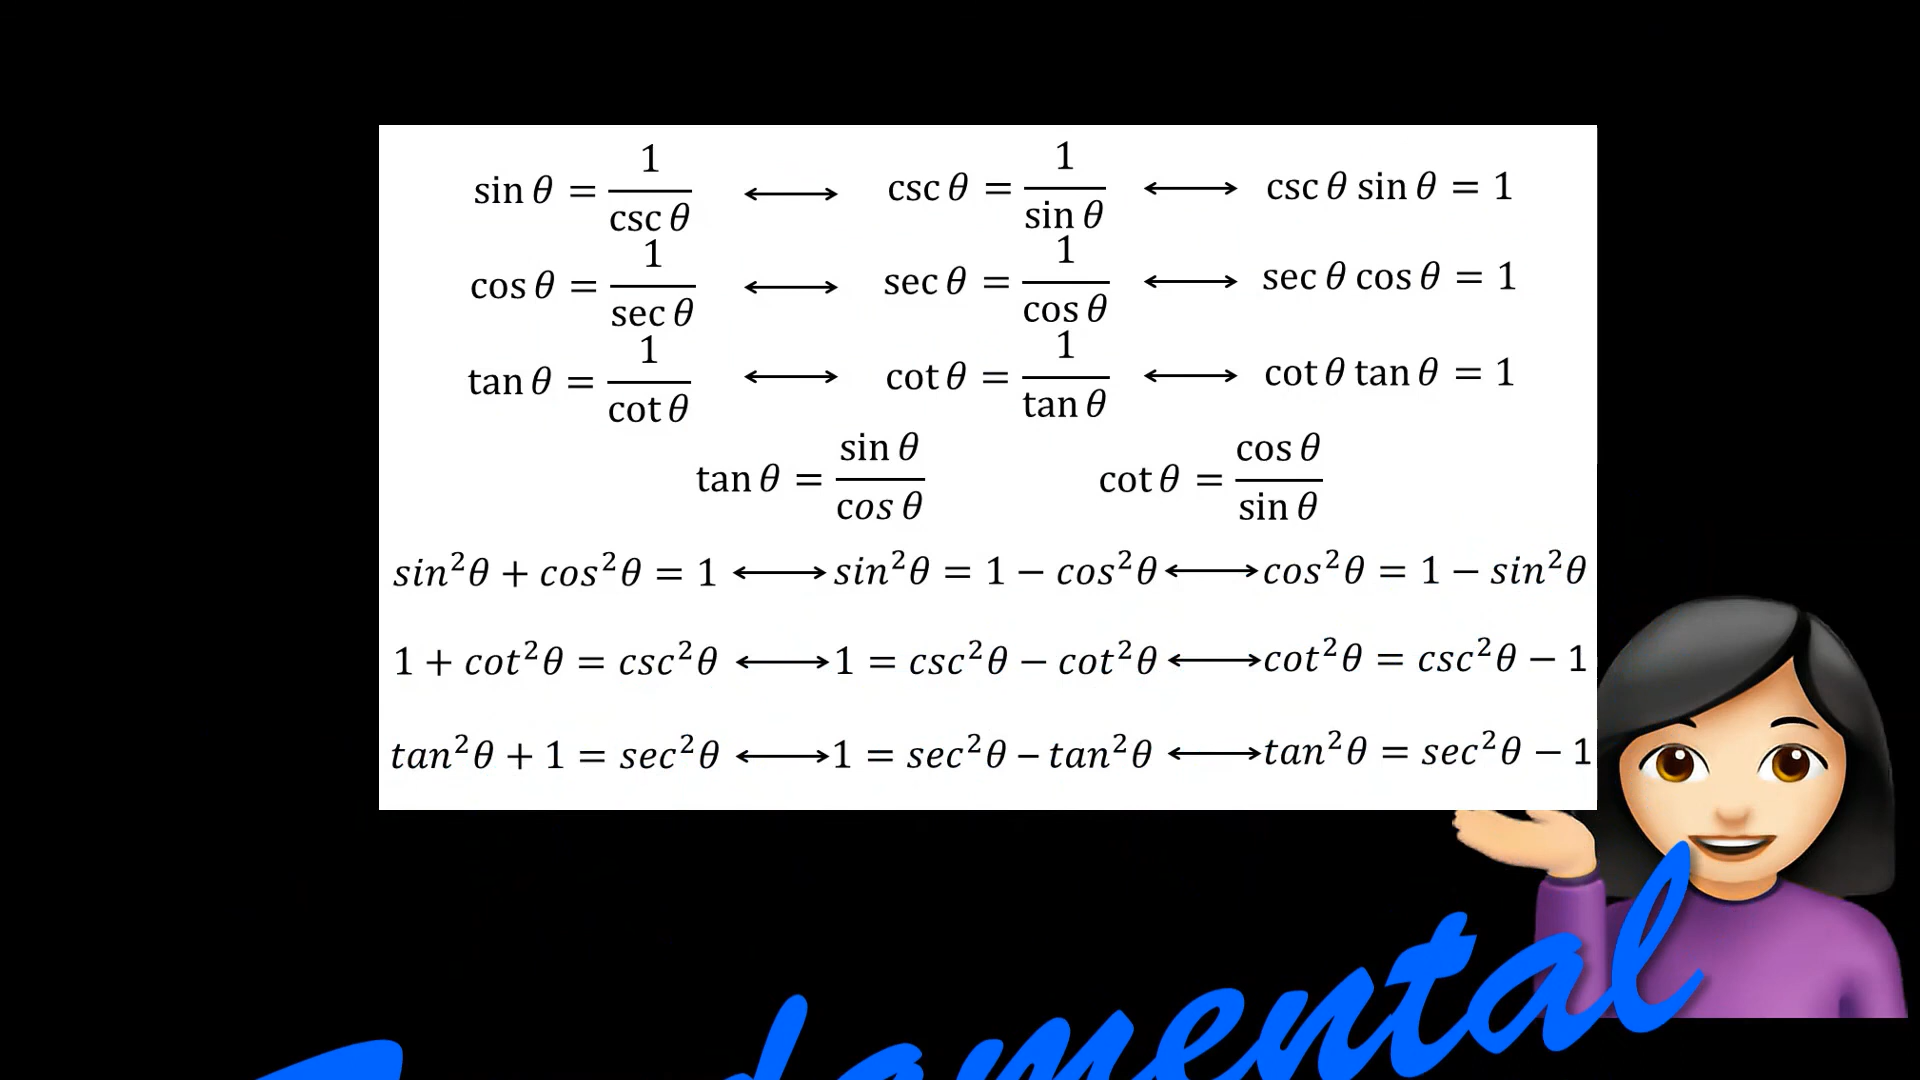 sin θ = 1/csc θ ⟷ csc θ = 1/sin θ ⟷ csc θ sin θ = 1
cos θ = 1/sec θ ⟷ sec θ = 1/cos θ ⟷ sec θ cos θ = 1
tan θ = 1/cot θ ⟷ cot θ = 1/tan θ ⟷ cot θ tan θ = 1
tan θ = sin θ/cos θ cot θ = cos θ/sin θ
sin²θ + cos²θ = 1 ⟷ sin²θ = 1 − cos²θ ⟷ cos²θ = 1 − sin²θ
1 + cot²θ = csc²θ ⟷ 1 = csc²θ − cot²θ ⟷ cot²θ = csc²θ − 1
tan²θ + 1 = sec²θ ⟷ 1 = sec²θ − tan²θ ⟷ tan²θ = sec²θ − 1
Fundamental